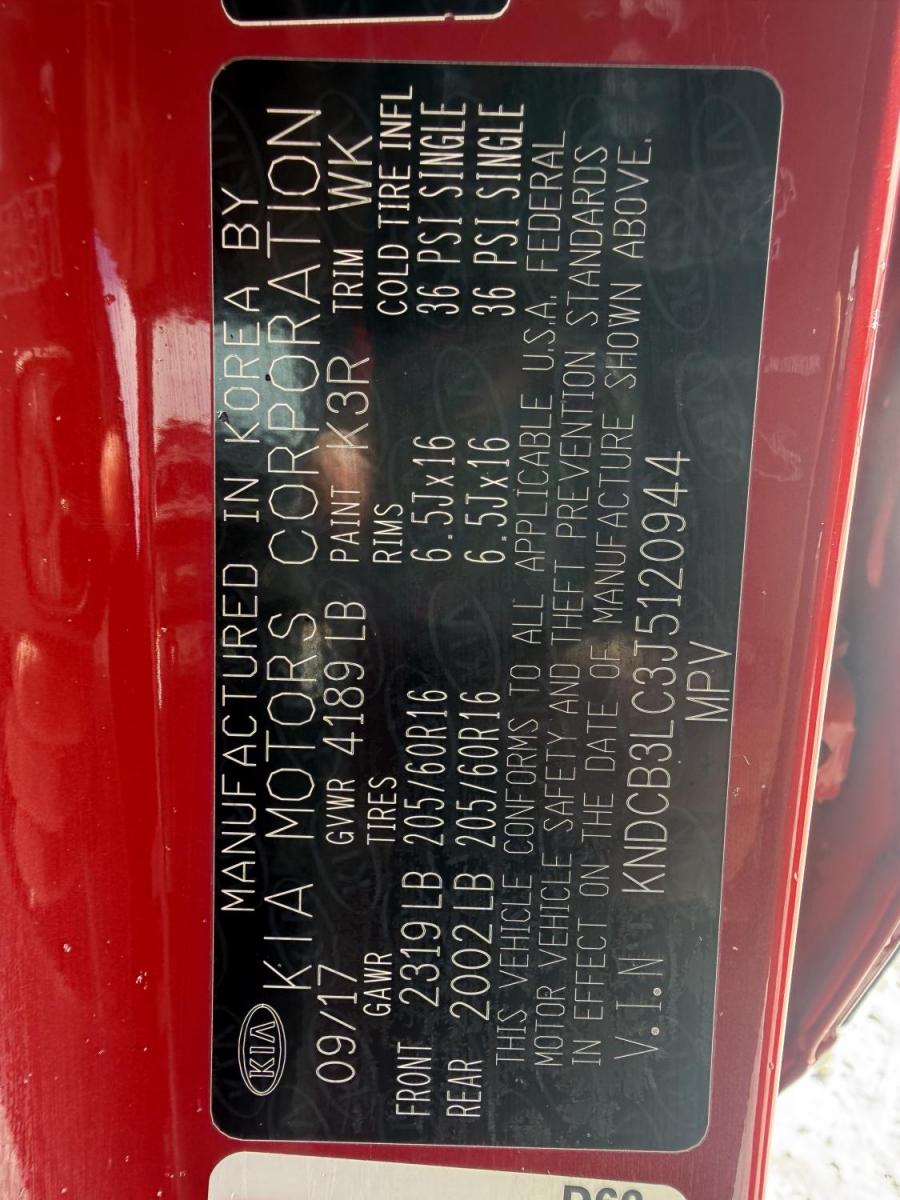 KIA
MANUFACTURED IN KOREA BY
KIA MOTORS CORPORATION
09/17 GVWR 4189 LB PAINT K3R TRIM WK
GAWR TIRES RIMS COLD TIRE INFL
FRONT 2319 LB 205/60R16 6.5Jx16 36 PSI SINGLE
REAR 2002 LB 205/60R16 6.5Jx16 36 PSI SINGLE
THIS VEHICLE CONFORMS TO ALL APPLICABLE U.S.A. FEDERAL
MOTOR VEHICLE SAFETY AND THEFT PREVENTION STANDARDS
IN EFFECT ON THE DATE OF MANUFACTURE SHOWN ABOVE.
V.I.N KNDCB3LC3J5120944
MPV